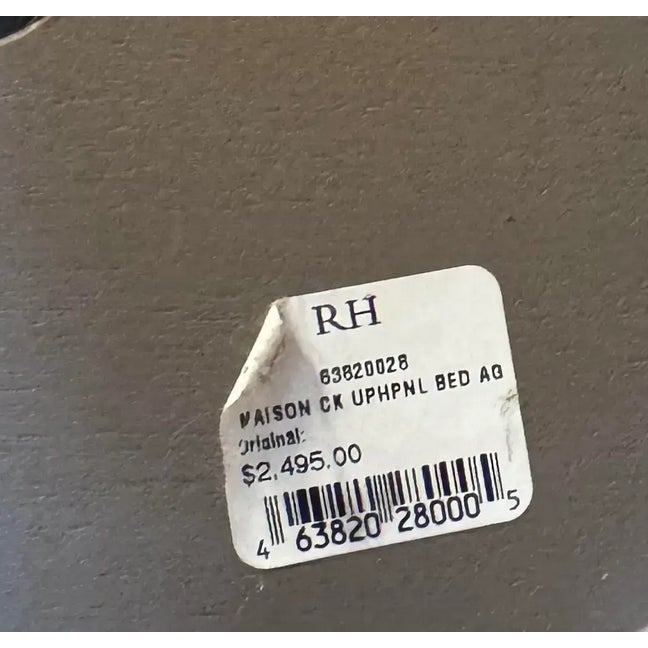 RH
63820028
MAISON CK UPHPNL BED AG
Original:
$2,495.00
4 63820 28000 5